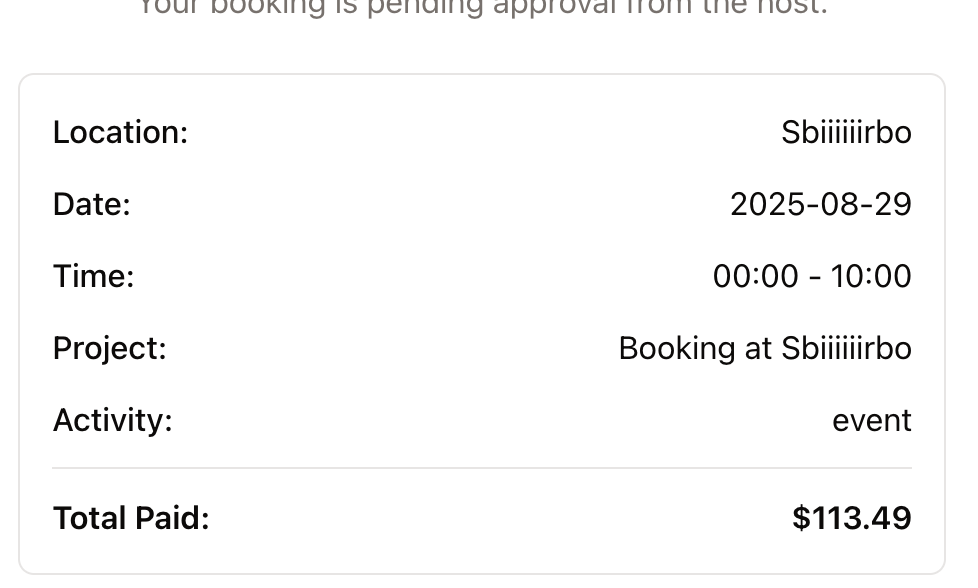 Your booking is pending approval from the host.
Location: Sbiiiiiirbo
Date: 2025-08-29
Time: 00:00 - 10:00
Project: Booking at Sbiiiiiirbo
Activity: event
Total Paid: $113.49